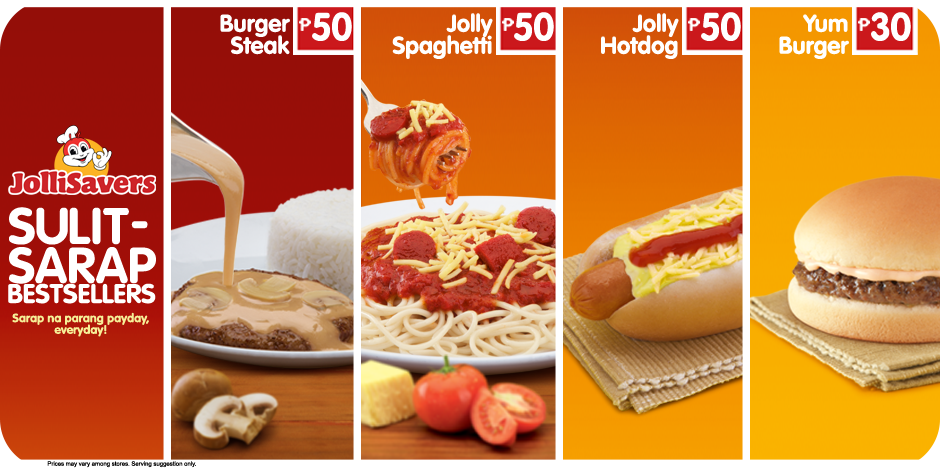 JolliSavers
SULIT-
SARAP
BESTSELLERS
Sarap na parang payday,
everyday!
Burger
Steak
₱50
Jolly
Spaghetti
₱50
Jolly
Hotdog
₱50
Yum
Burger
₱30
Prices may vary among stores. Serving suggestion only.